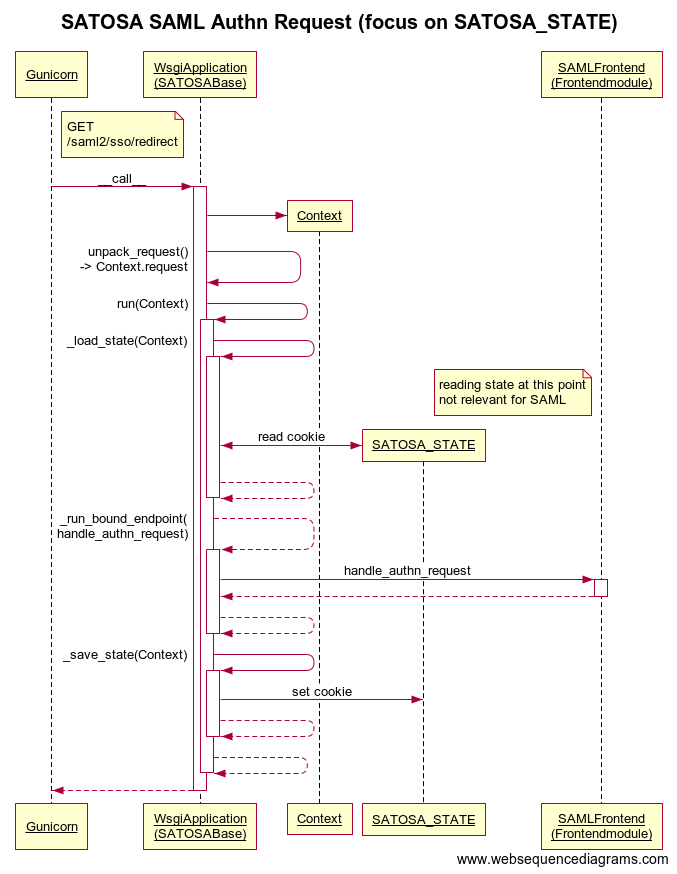 SATOSA SAML Authn Request (focus on SATOSA_STATE)
Gunicorn
WsgiApplication
(SATOSABase)
SAMLFrontend
(Frontendmodule)
GET
/saml2/sso/redirect
__call__
Context
unpack_request()
-> Context.request
run(Context)
_load_state(Context)
reading state at this point
not relevant for SAML
read cookie
SATOSA_STATE
_run_bound_endpoint(
handle_authn_request)
handle_authn_request
_save_state(Context)
set cookie
Gunicorn
WsgiApplication
(SATOSABase)
Context
SATOSA_STATE
SAMLFrontend
(Frontendmodule)
www.websequencediagrams.com